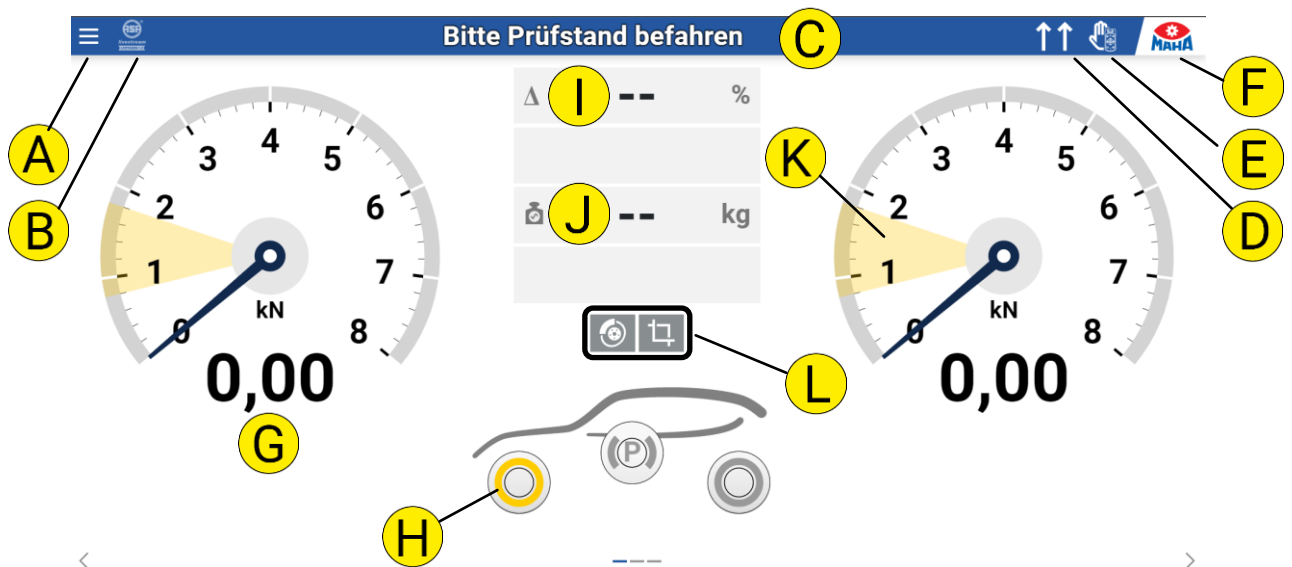 Bitte Prüfstand befahren
C
MAHA
F
A
B
E
D
0 1 2 3 4 5 6 7 8
kN
0,00
G
Δ I -- %
J -- kg
K
0 1 2 3 4 5 6 7 8
kN
0,00
L
P
H